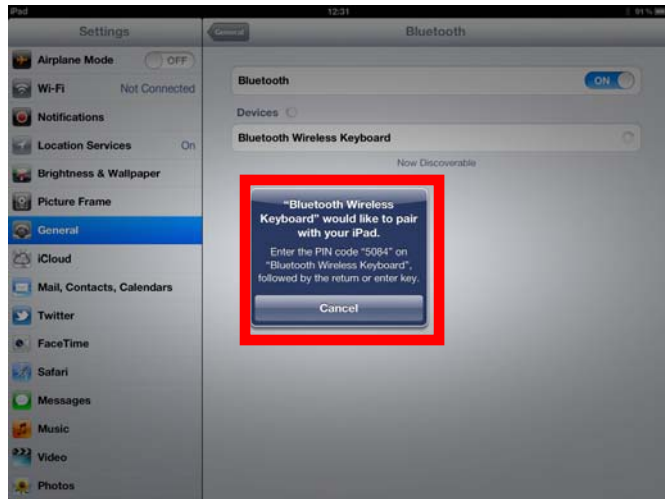 iPad
12:31
91 %
Settings
General
Bluetooth
Airplane Mode
OFF
Wi-Fi
Not Connected
Notifications
Location Services
On
Brightness & Wallpaper
Picture Frame
General
iCloud
Mail, Contacts, Calendars
Twitter
FaceTime
Safari
Messages
Music
Video
Photos
Bluetooth
ON
Devices
Bluetooth Wireless Keyboard
Now Discoverable
“Bluetooth Wireless
Keyboard” would like to pair
with your iPad.
Enter the PIN code “5084” on
“Bluetooth Wireless Keyboard”,
followed by the return or enter key.
Cancel